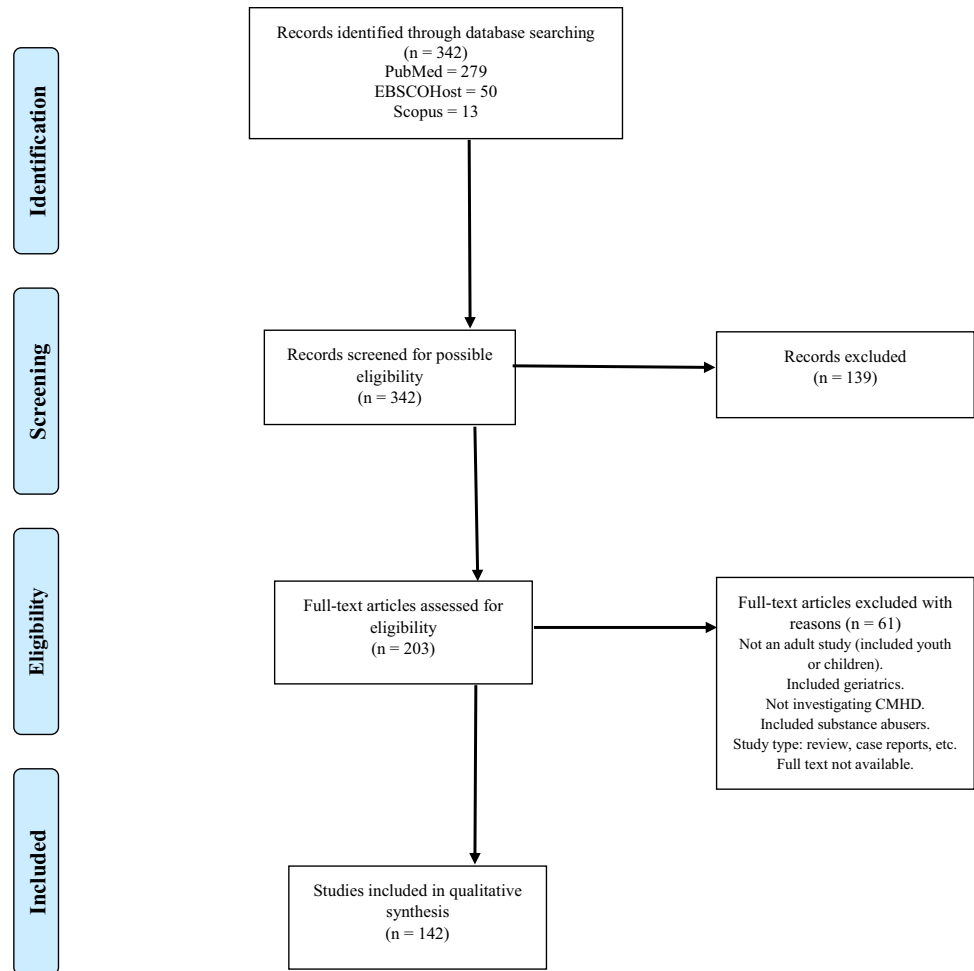 Identification
Records identified through database searching
(n = 342)
PubMed = 279
EBSCOHost = 50
Scopus = 13
Screening
Records screened for possible
eligibility
(n = 342)
Records excluded
(n = 139)
Eligibility
Full-text articles assessed for
eligibility
(n = 203)
Full-text articles excluded with
reasons (n = 61)
Not an adult study (included youth
or children).
Included geriatrics.
Not investigating CMHD.
Included substance abusers.
Study type: review, case reports, etc.
Full text not available.
Included
Studies included in qualitative
synthesis
(n = 142)